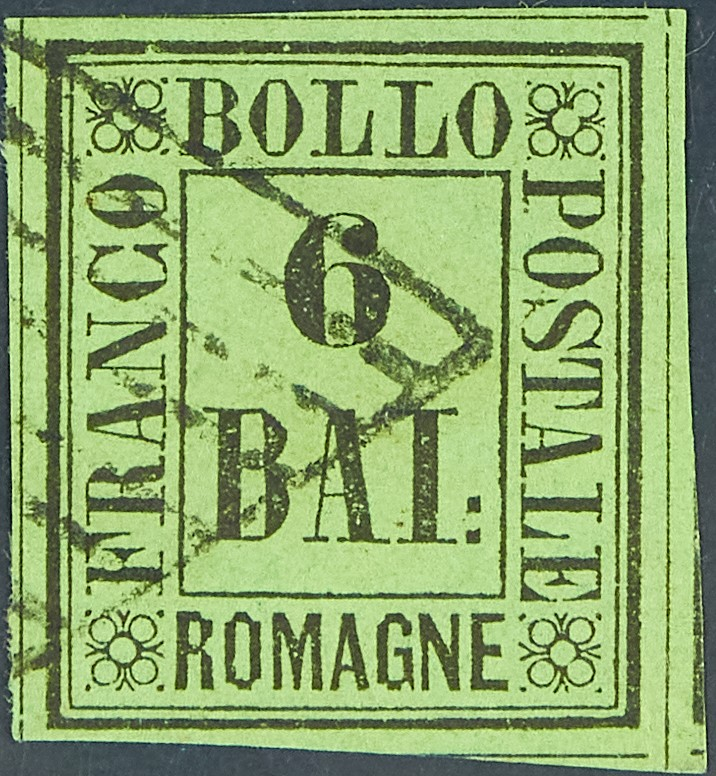 BOLLO
FRANCO
POSTALE
6
BAI:
ROMAGNE